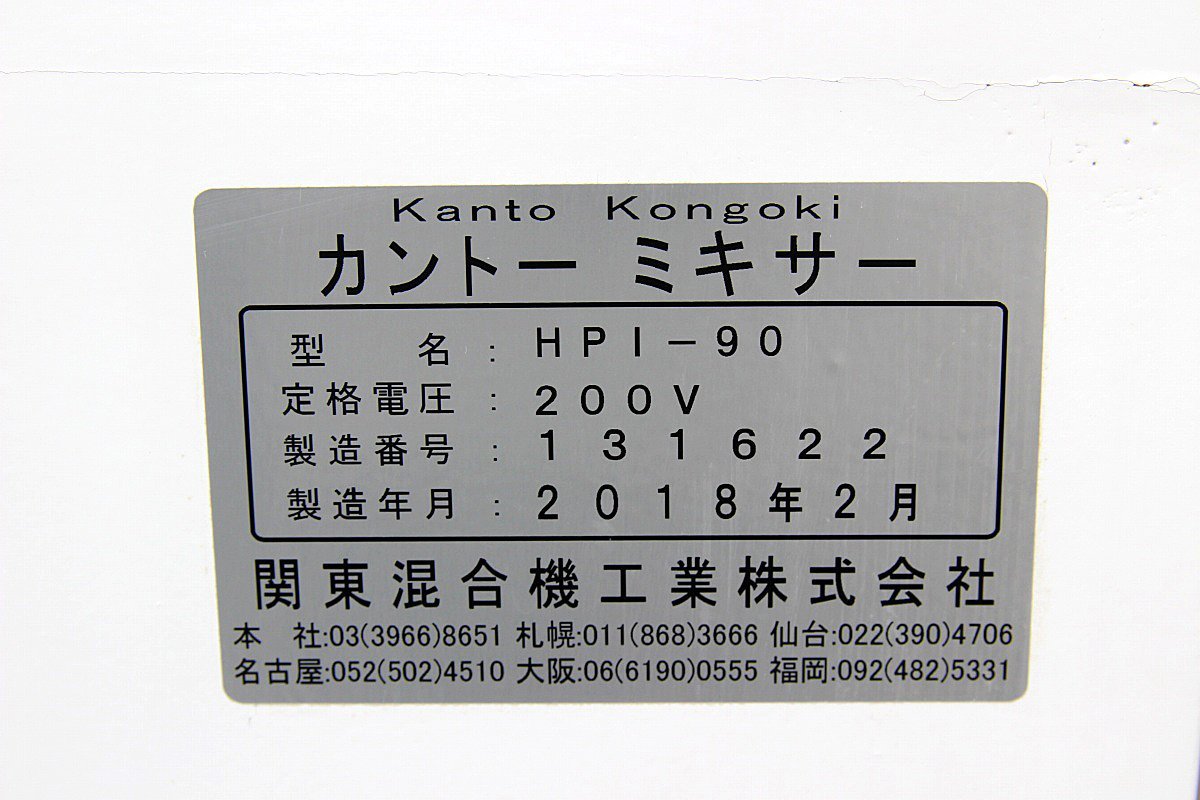 Kanto Kongoki
カントー ミキサー
型　名 : HPI-90
定格電圧 : 200V
製造番号 : 131622
製造年月 : 2018年2月
関東混合機工業株式会社
本　社:03(3966)8651 札幌:011(868)3666 仙台:022(390)4706
名古屋:052(502)4510 大阪:06(6190)0555 福岡:092(482)5331